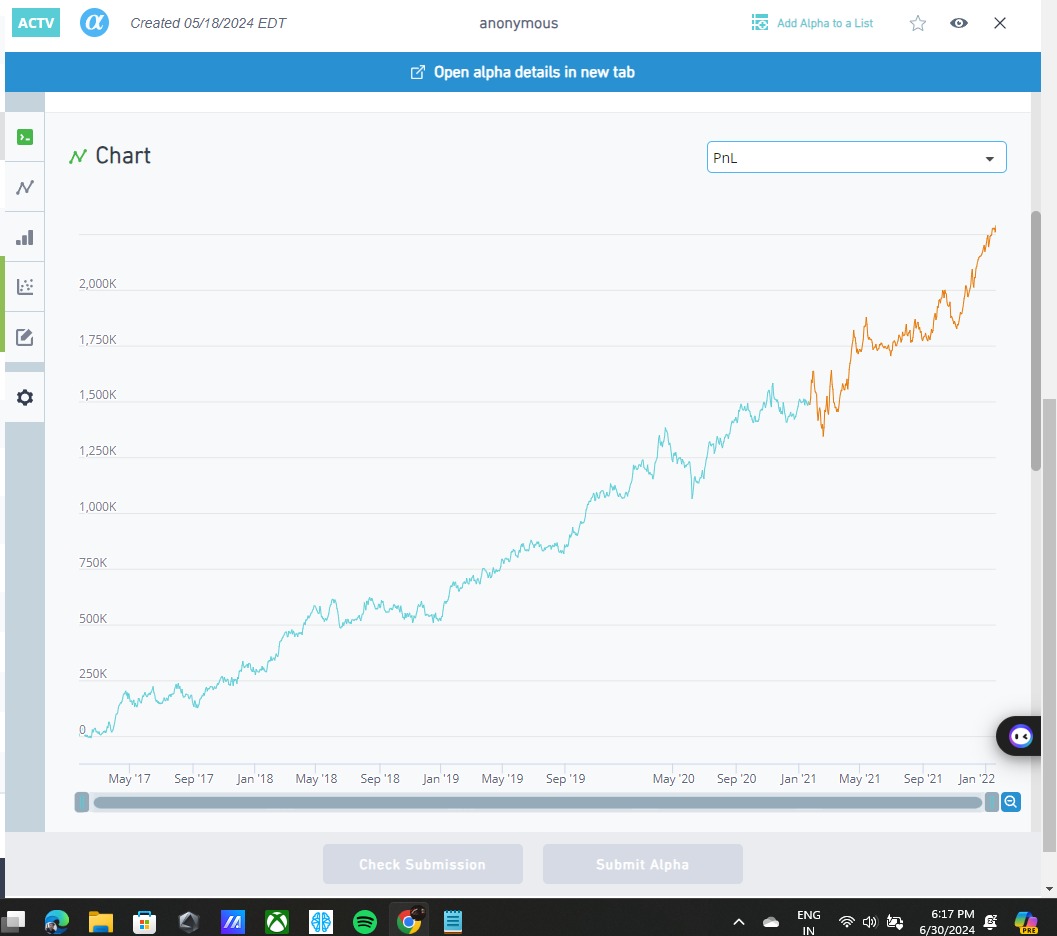 ACTV α Created 05/18/2024 EDT anonymous Add Alpha to a List
Open alpha details in new tab
Chart
PnL
2,000K
1,750K
1,500K
1,250K
1,000K
750K
500K
250K
0
May '17 Sep '17 Jan '18 May '18 Sep '18 Jan '19 May '19 Sep '19 May '20 Sep '20 Jan '21 May '21 Sep '21 Jan '22
Check Submission Submit Alpha
ENG 6:17 PM
IN 6/30/2024
PRE